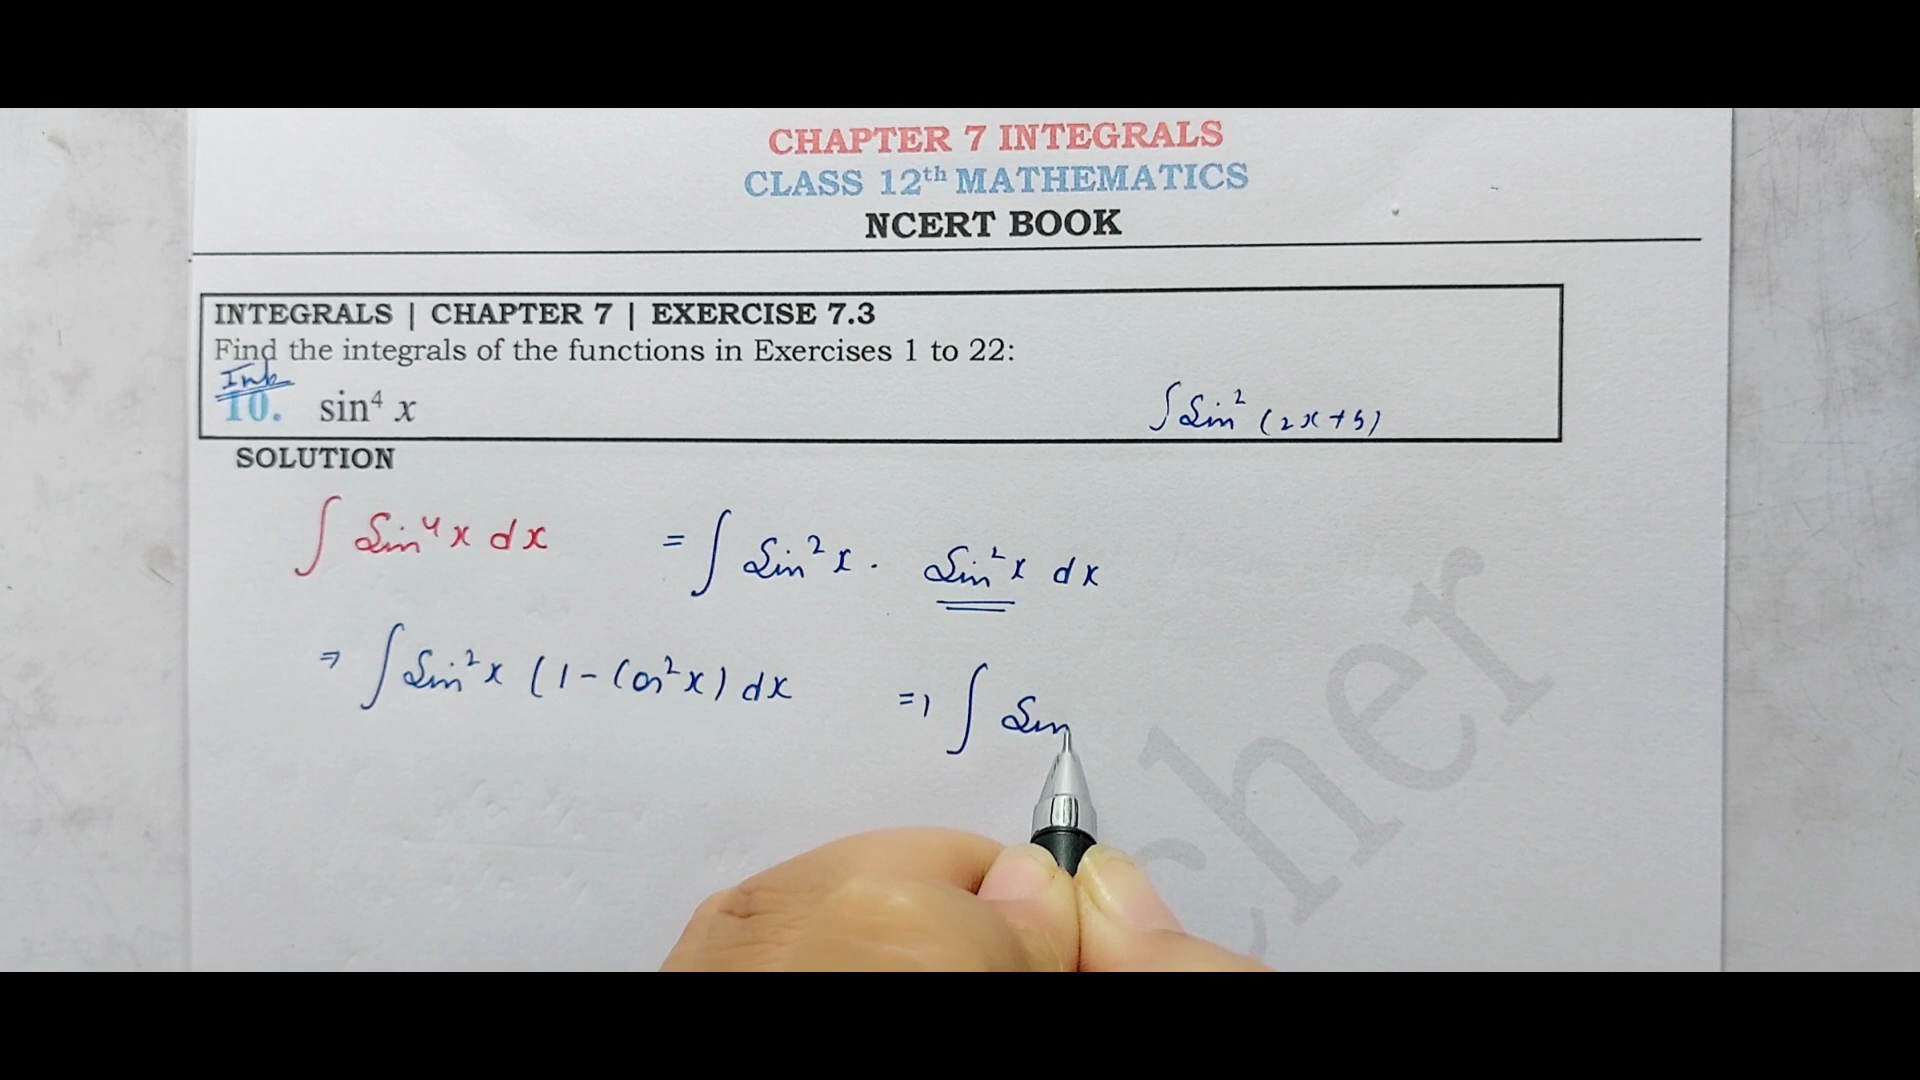 CHAPTER 7 INTEGRALS
CLASS 12th MATHEMATICS
NCERT BOOK
INTEGRALS | CHAPTER 7 | EXERCISE 7.3
Find the integrals of the functions in Exercises 1 to 22:
10. sin⁴ x ∫ Sin² (2x+5)
SOLUTION
∫ Sin⁴x dx = ∫ Sin²x . Sin²x dx
⇒ ∫ Sin²x (1 - Cos²x) dx ⇒ ∫ Sin
cher